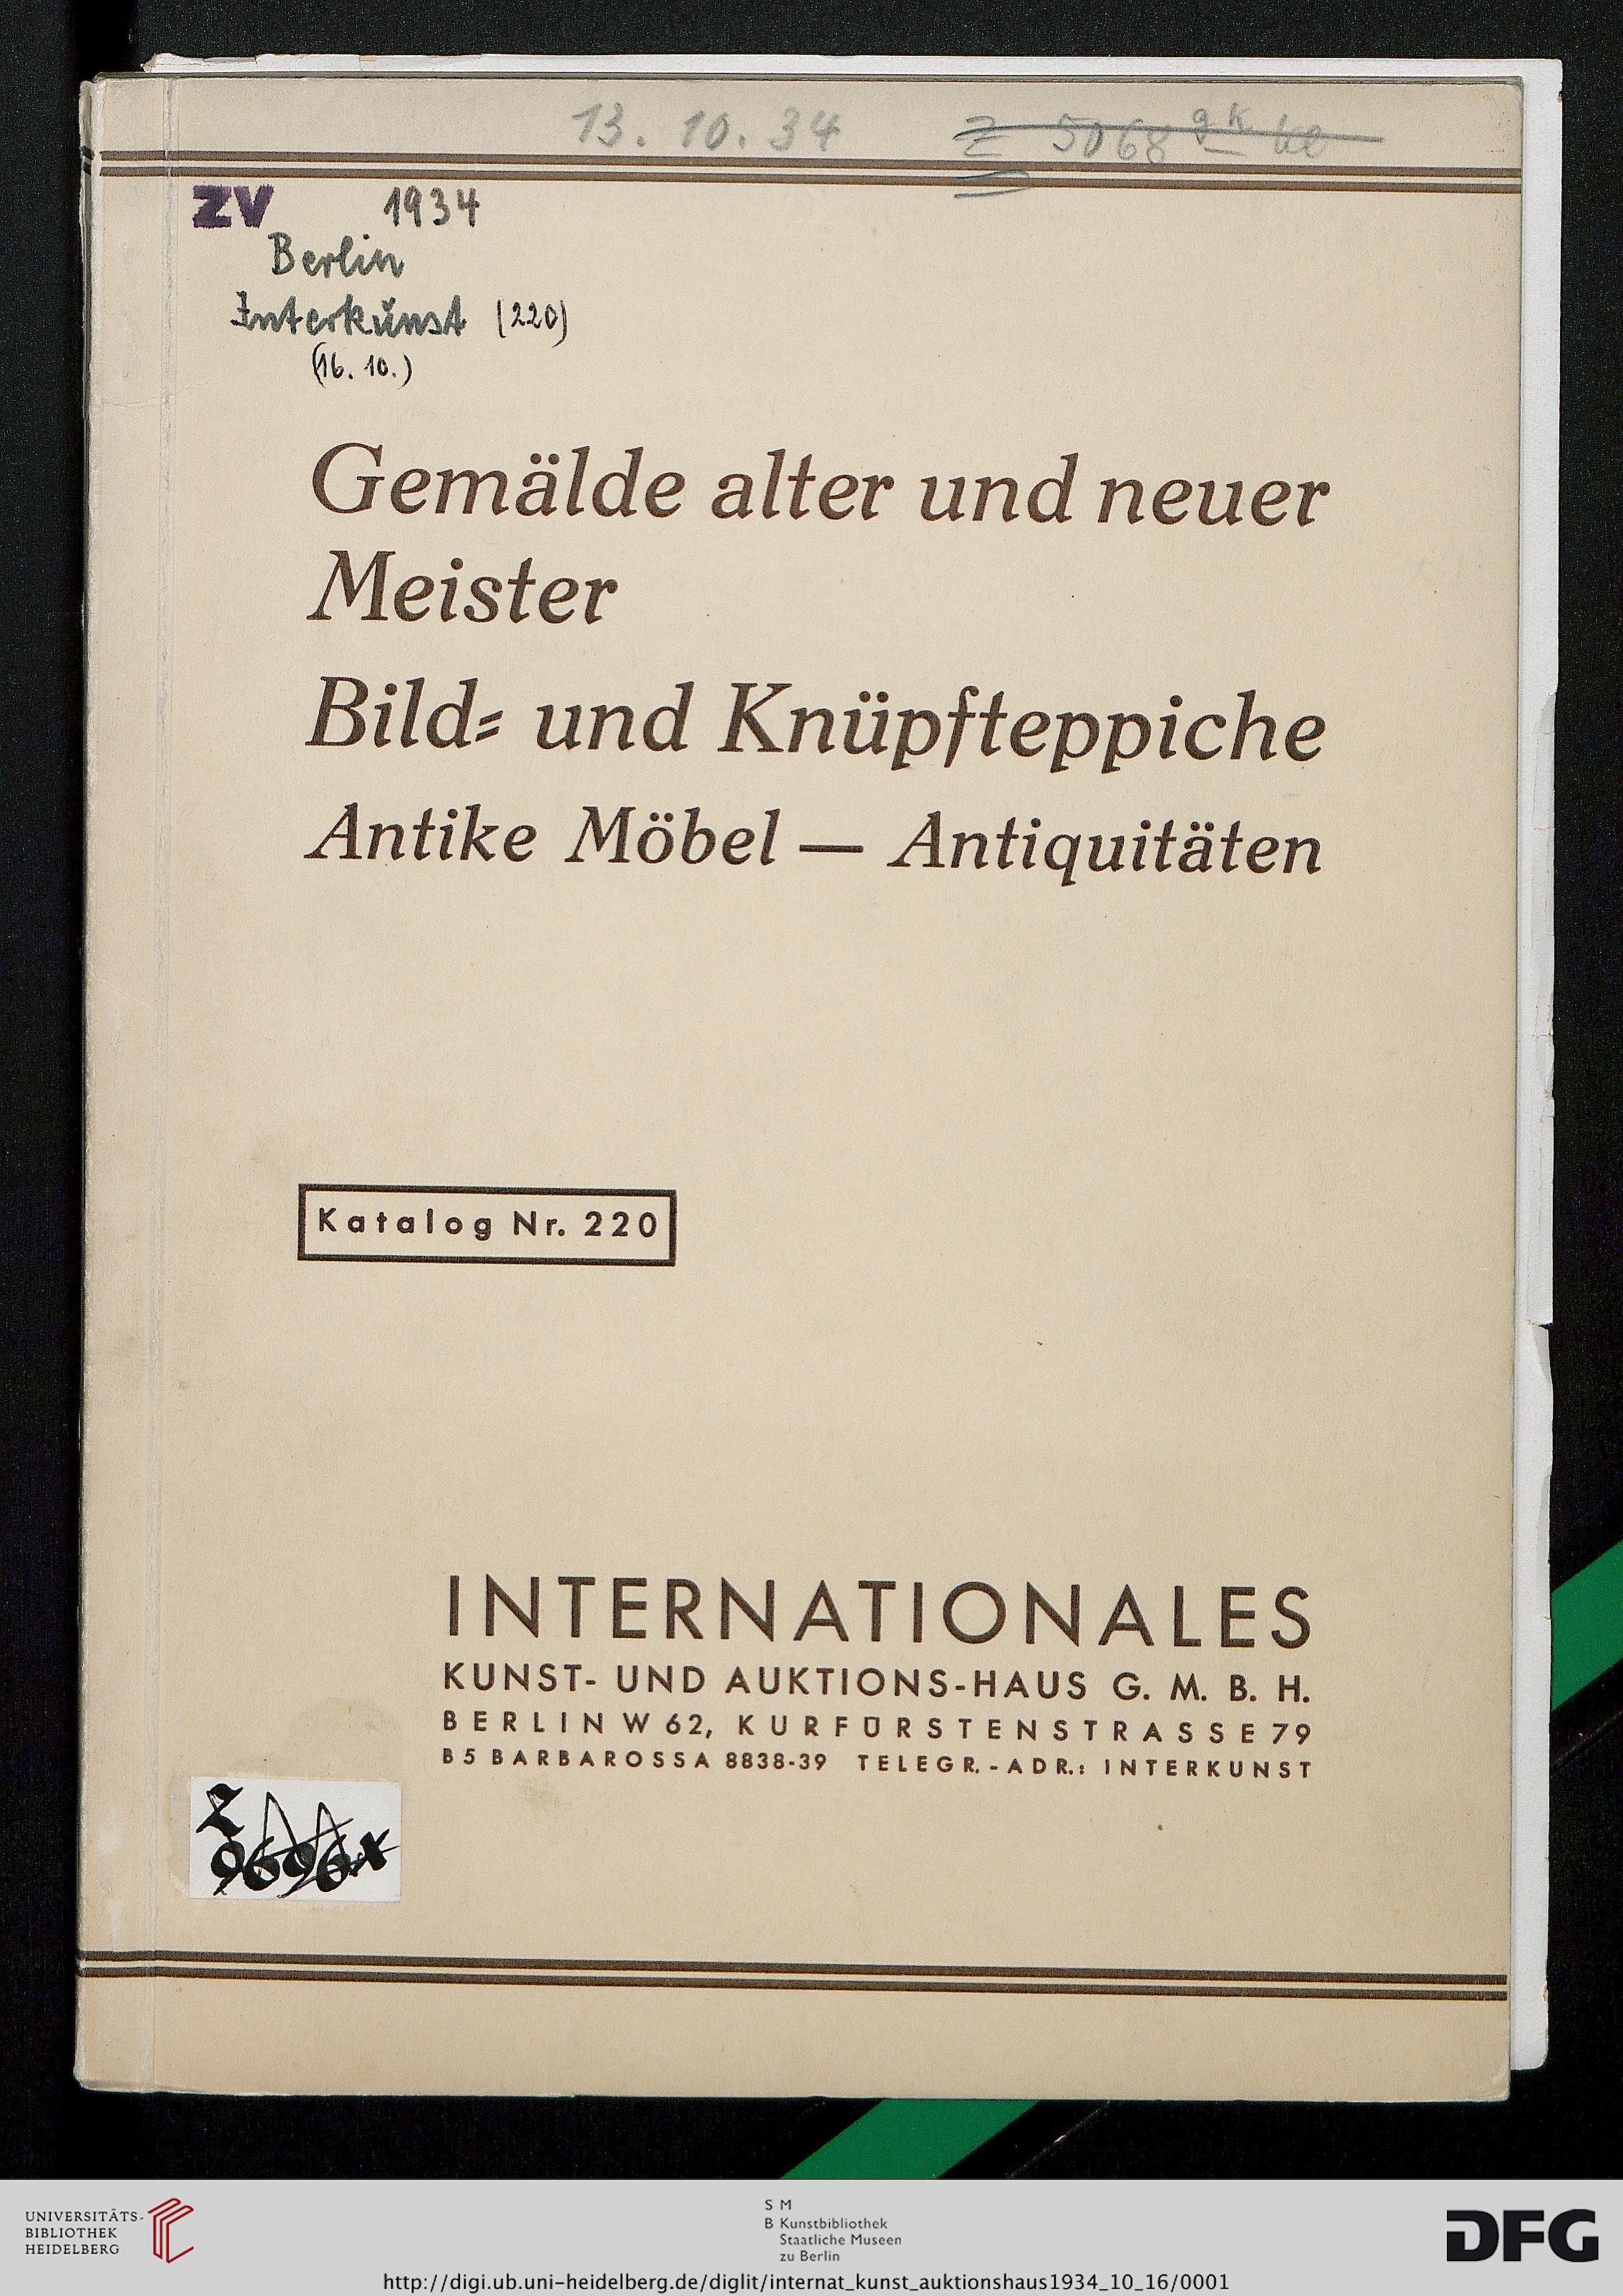 13. 10. 34 Z 5068
ZV 1934
Berlin
Interkunst (220)
(16. 10.)
Gemälde alter und neuer
Meister
Bild= und Knüpfteppiche
Antike Möbel — Antiquitäten
Katalog Nr. 220
INTERNATIONALES
KUNST- UND AUKTIONS-HAUS G. M. B. H.
BERLIN W 62, KURFÜRSTENSTRASSE 79
B 5 BARBAROSSA 8838-39 TELEGR.-ADR.: INTERKUNST
Z
9696.x
UNIVERSITÄTS-
BIBLIOTHEK
HEIDELBERG
S M
B Kunstbibliothek
Staatliche Museen
zu Berlin
DFG
http://digi.ub.uni-heidelberg.de/diglit/internat_kunst_auktionshaus1934_10_16/0001